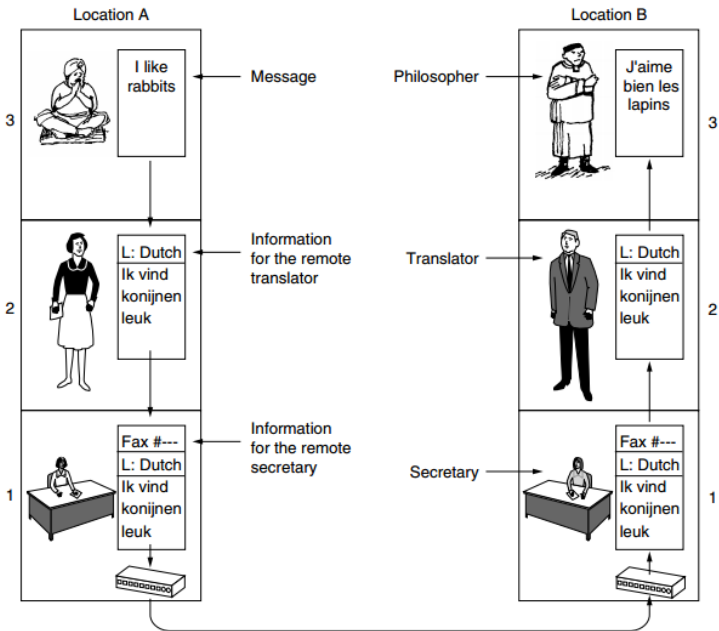 Location A
Location B
3
I like
rabbits
Message
Philosopher
J'aime
bien les
lapins
3
2
L: Dutch
Ik vind
konijnen
leuk
Information
for the remote
translator
Translator
L: Dutch
Ik vind
konijnen
leuk
2
1
Fax #---
L: Dutch
Ik vind
konijnen
leuk
Information
for the remote
secretary
Secretary
Fax #---
L: Dutch
Ik vind
konijnen
leuk
1